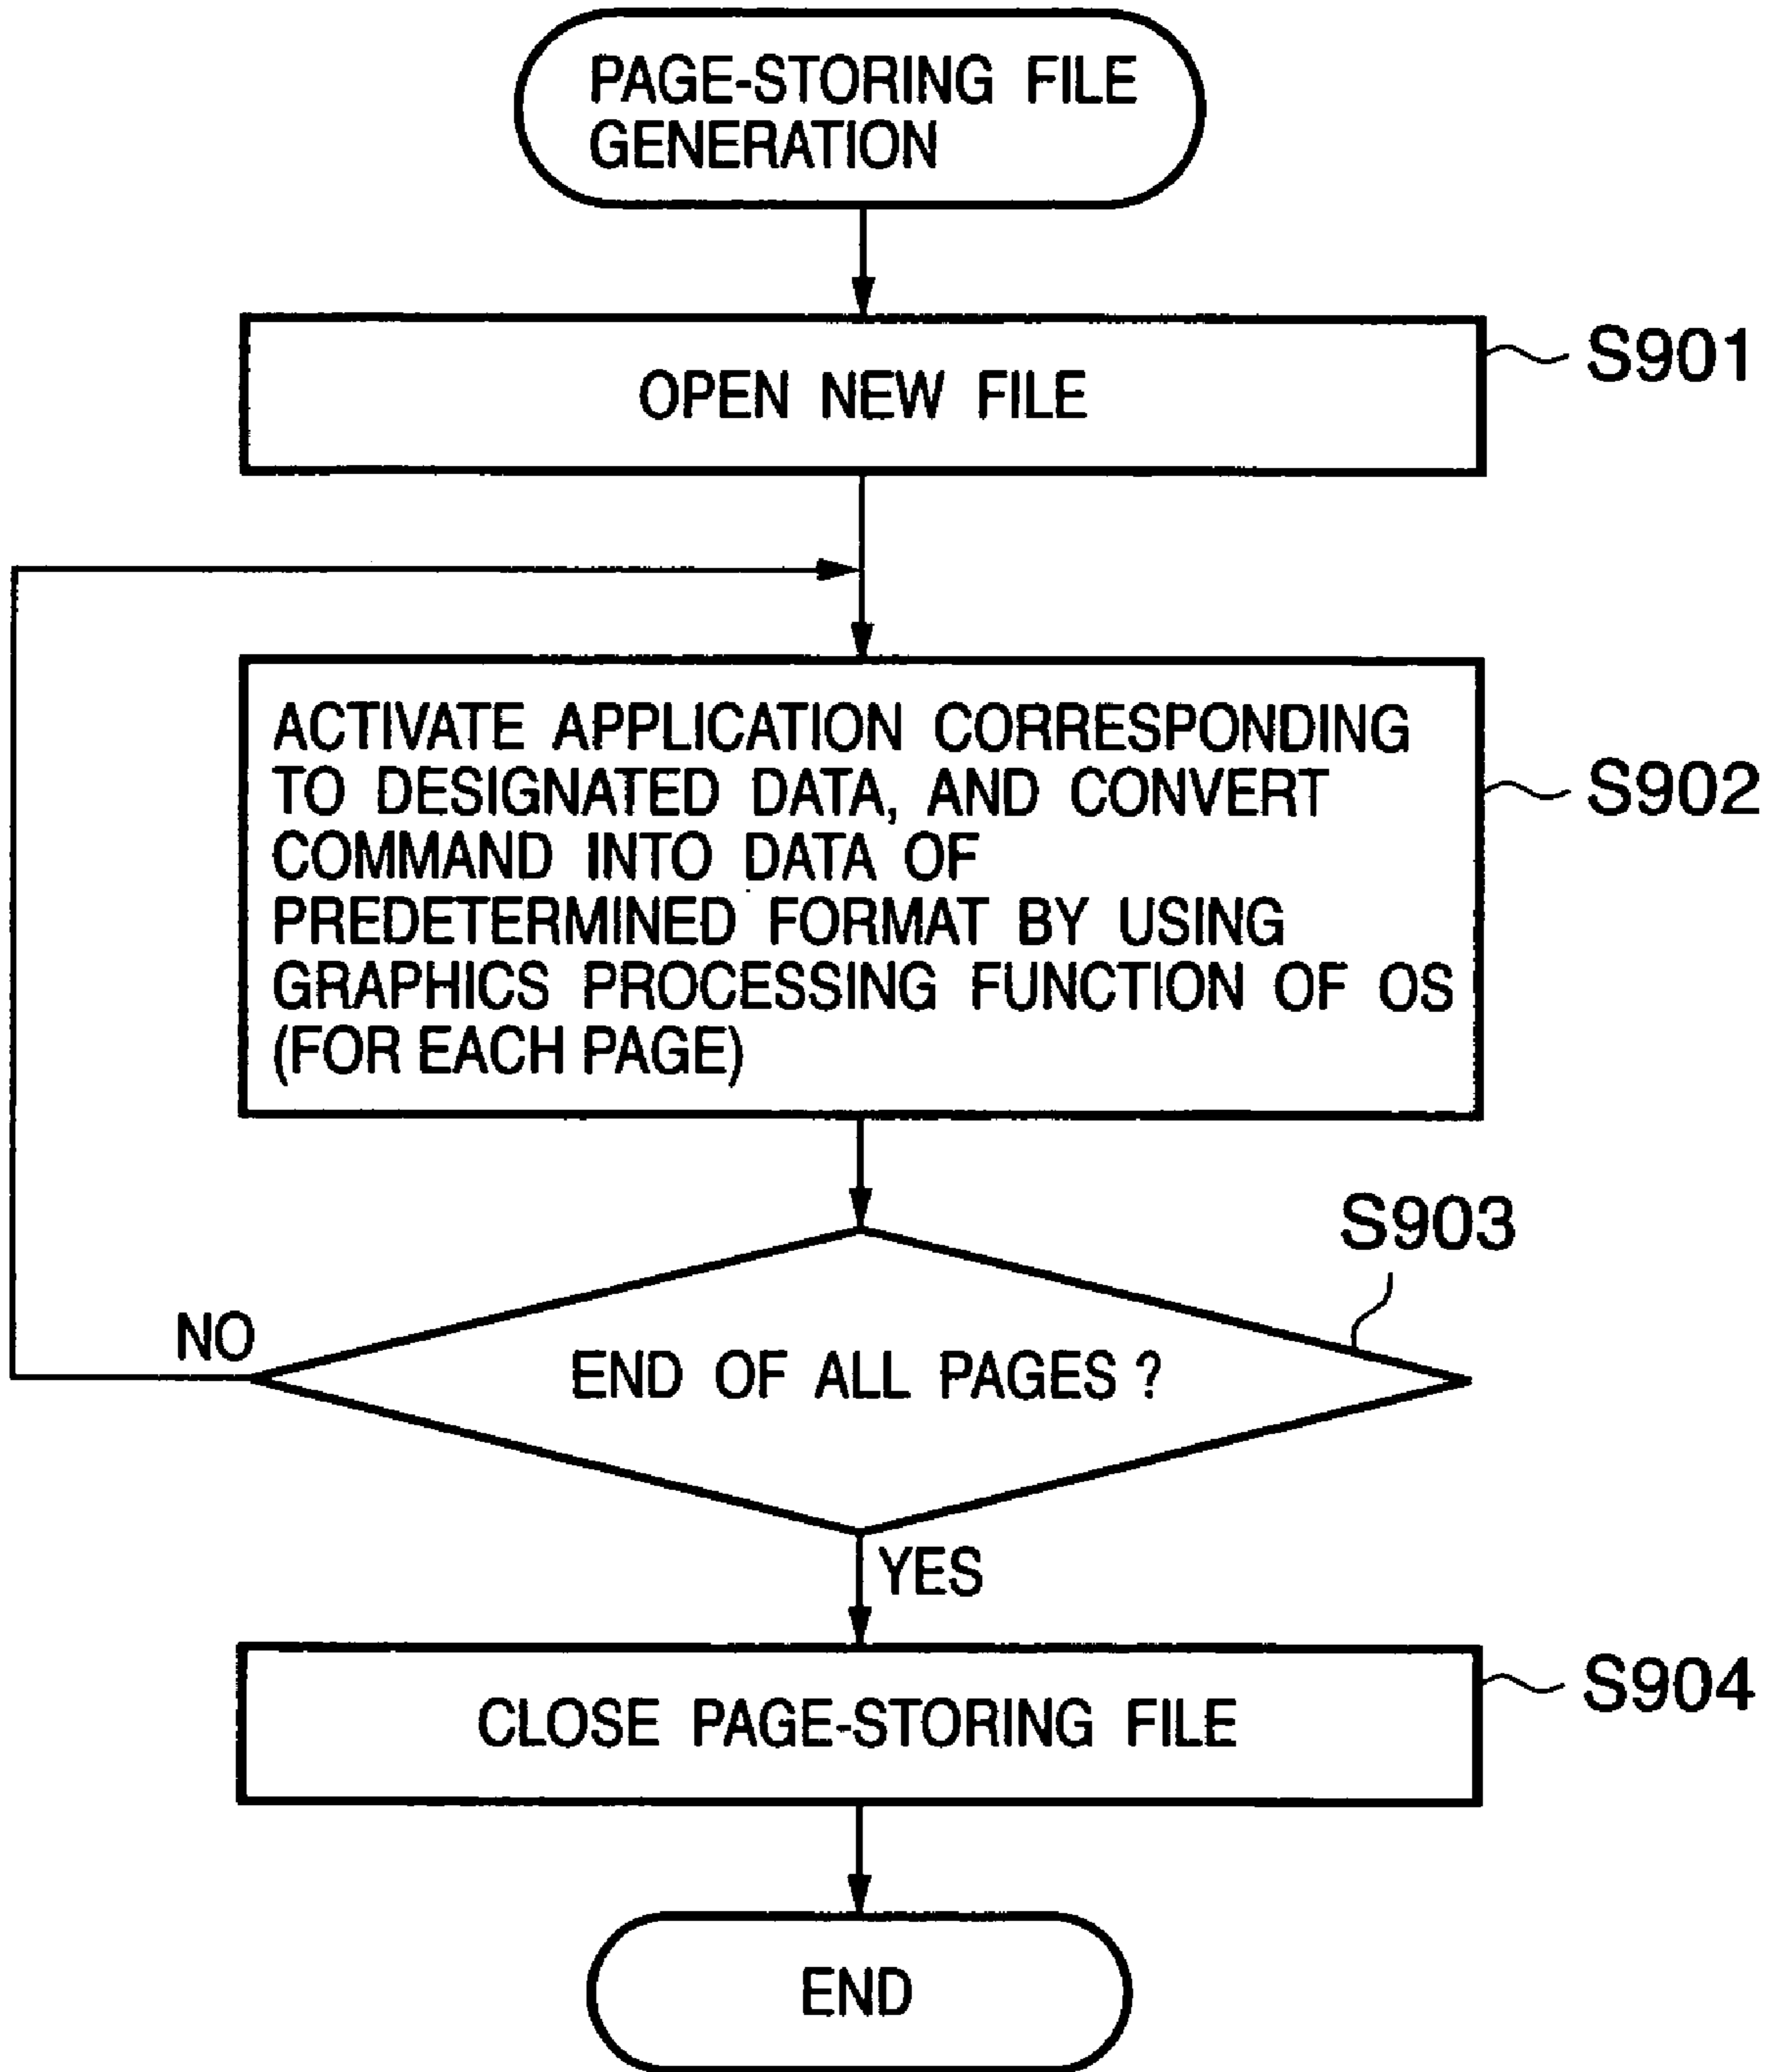 PAGE-STORING FILE
GENERATION
OPEN NEW FILE
S901
ACTIVATE APPLICATION CORRESPONDING
TO DESIGNATED DATA, AND CONVERT
COMMAND INTO DATA OF
PREDETERMINED FORMAT BY USING
GRAPHICS PROCESSING FUNCTION OF OS
(FOR EACH PAGE)
S902
S903
NO
END OF ALL PAGES ?
YES
CLOSE PAGE-STORING FILE
S904
END